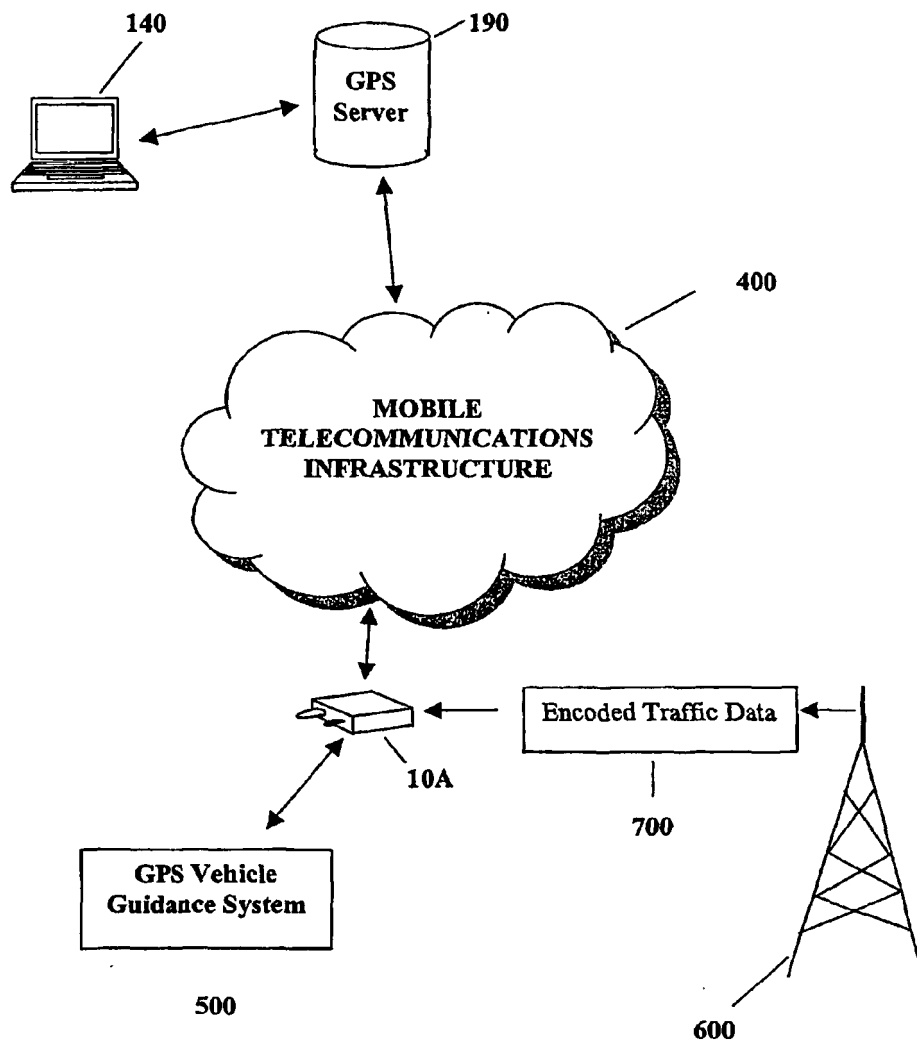 140
190
GPS
Server
400
MOBILE
TELECOMMUNICATIONS
INFRASTRUCTURE
Encoded Traffic Data
10A
700
GPS Vehicle
Guidance System
500
600